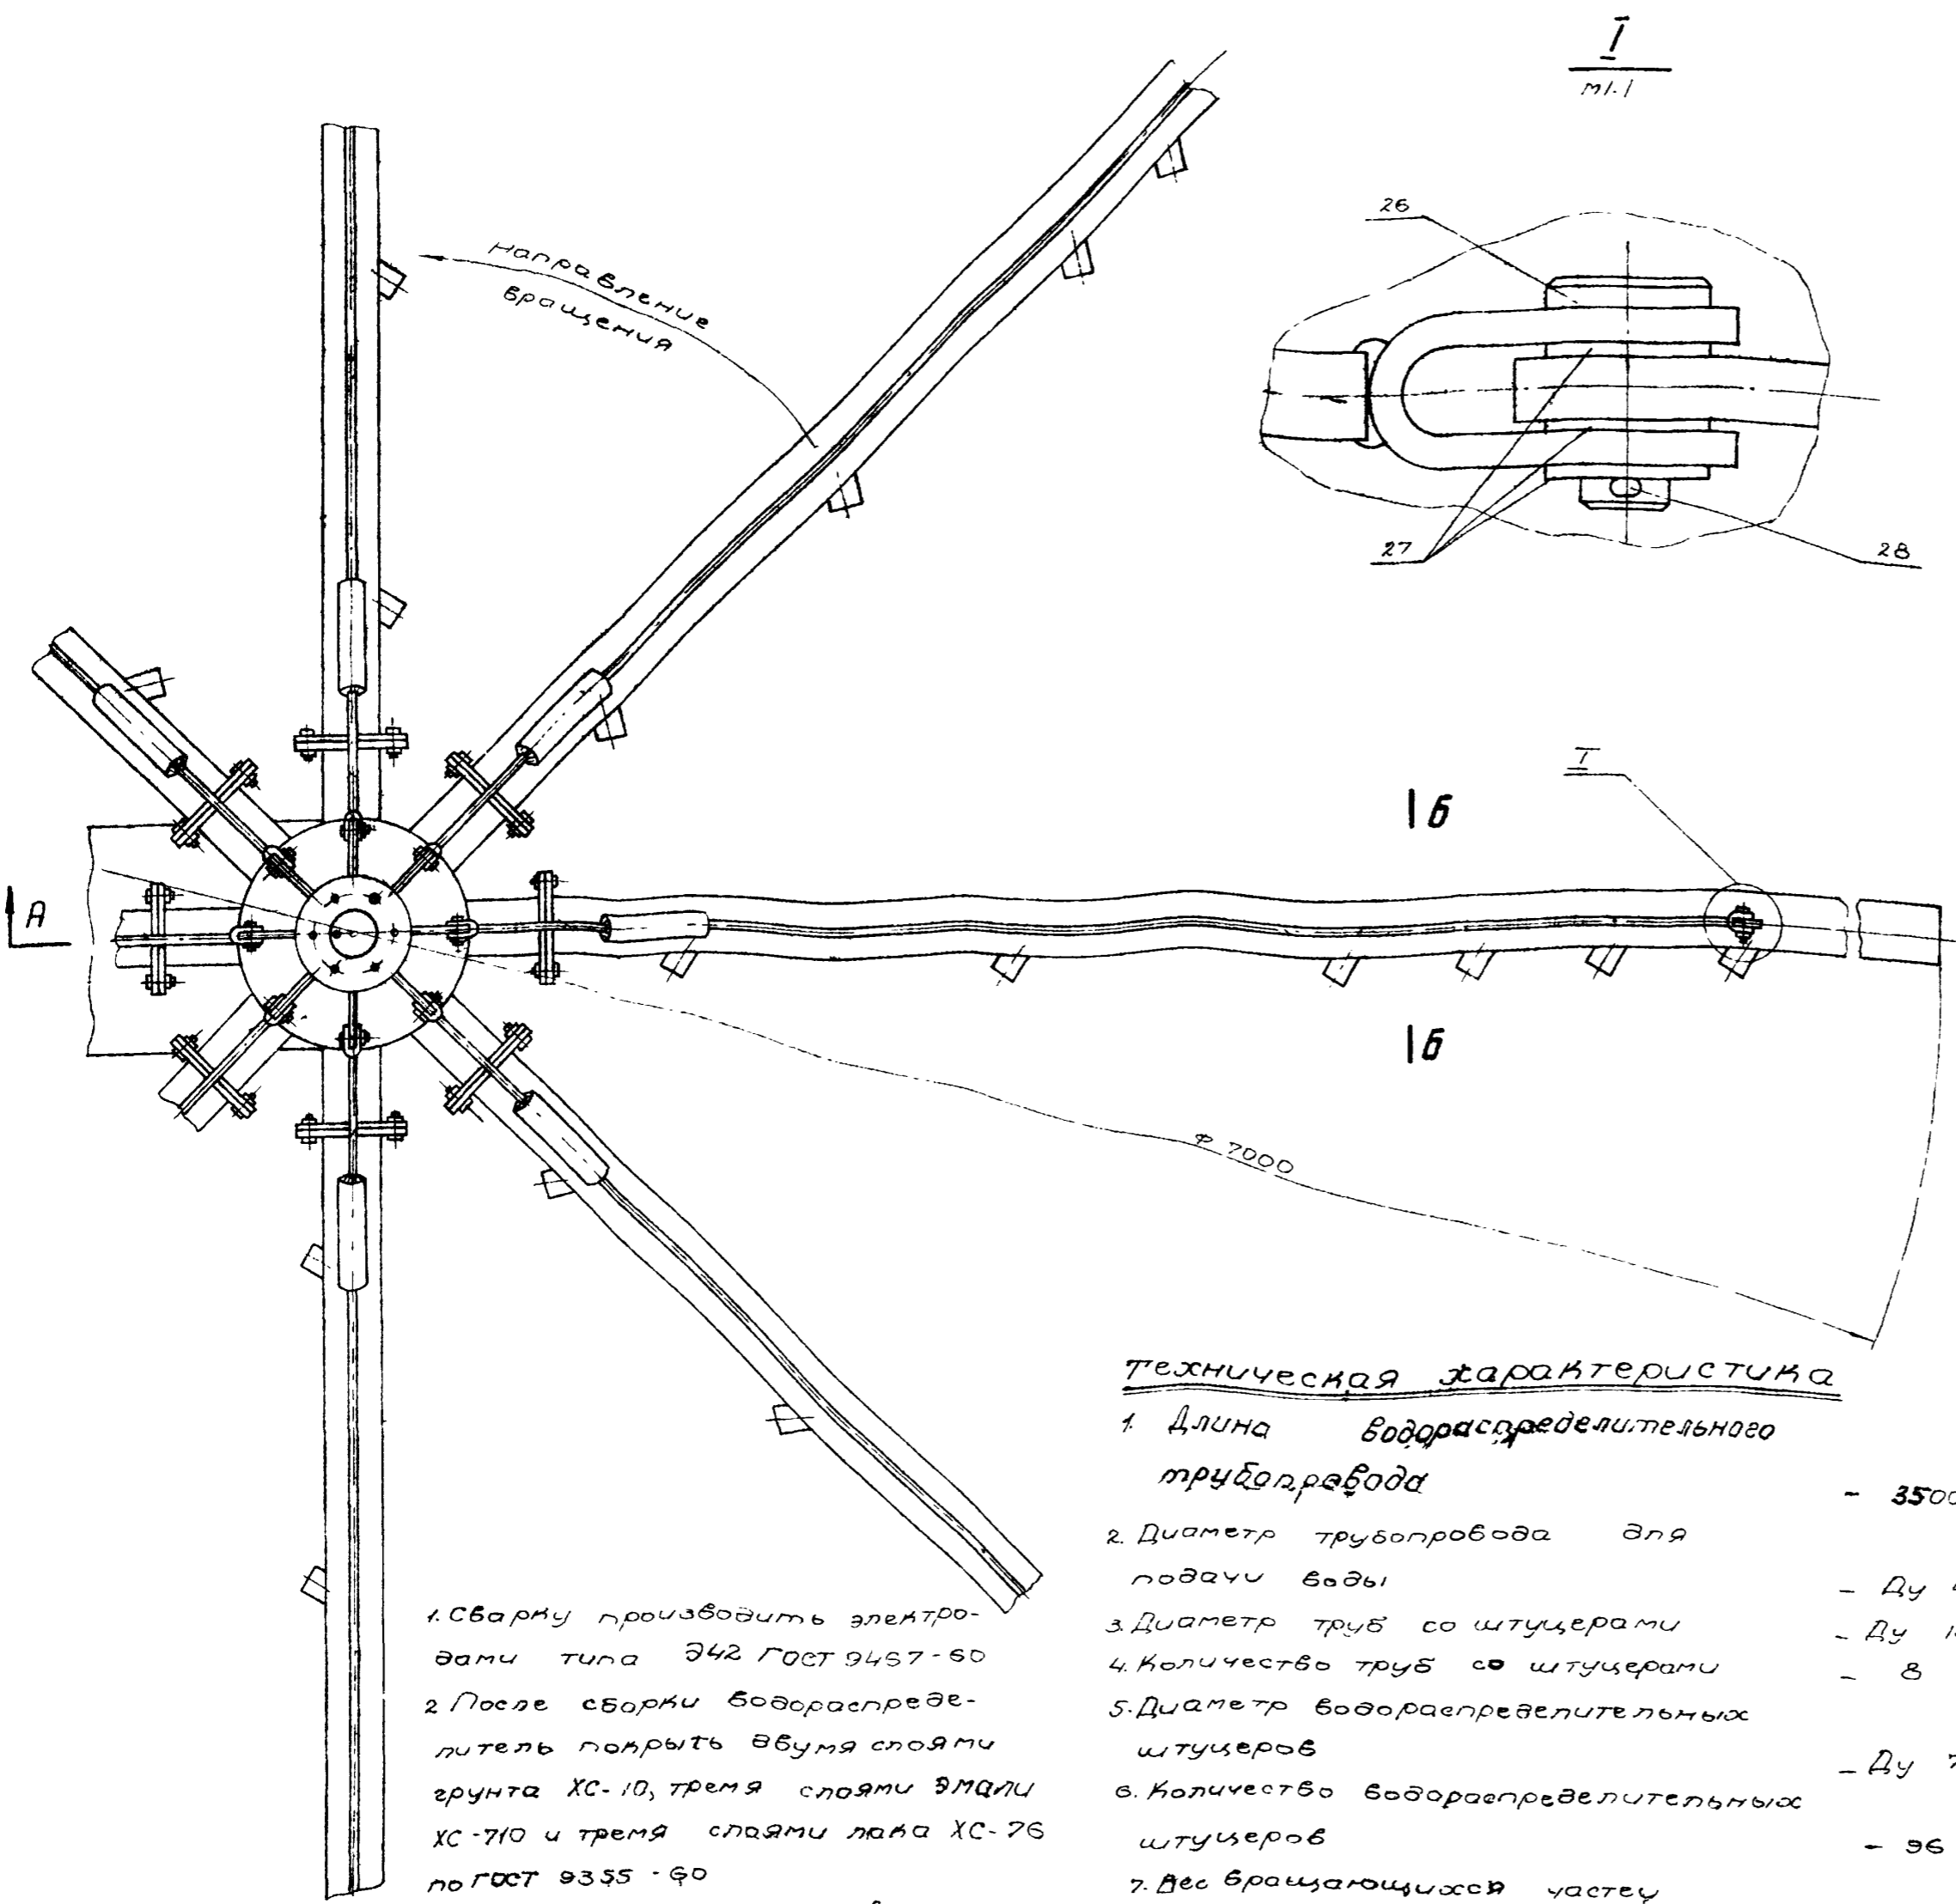 I
М1:1
26
27
28
Направление
вращения
I
Б
Б
А
Ф 7000
Техническая характеристика
1. Длина водораспределительного
трубопровода - 3500
2. Диаметр трубопровода для
подачи воды - Ду
3. Диаметр труб со штуцерами - Ду
4. Количество труб со штуцерами - 8
5. Диаметр водораспределительных
штуцеров - Ду
6. Количество водораспределительных
штуцеров - 96
7. Вес вращающихся частей
1. Сварку производить электро-
дами типа Э42 ГОСТ 9467-60
2 После сборки водораспреде-
литель покрыть двумя слоями
грунта ХС-10, тремя слоями эмали
ХС-710 и тремя слоями лака ХС-76
по ГОСТ 9355-60